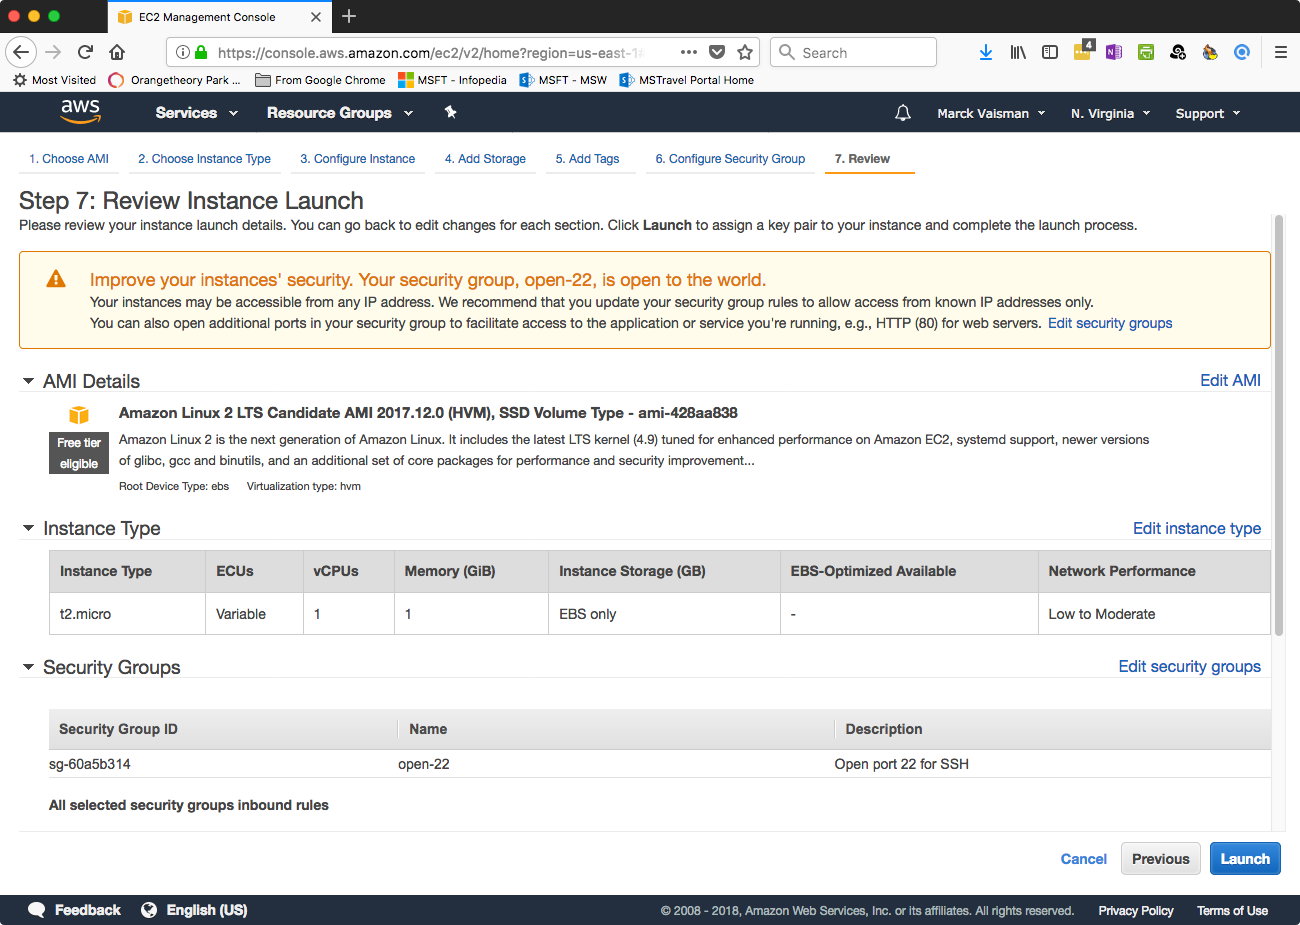 EC2 Management Console
https://console.aws.amazon.com/ec2/v2/home?region=us-east-1
Search
4
Most Visited
Orangetheory Park ...
From Google Chrome
MSFT - Infopedia
MSFT - MSW
MSTravel Portal Home
aws
Services
Resource Groups
Marck Vaisman
N. Virginia
Support
1. Choose AMI
2. Choose Instance Type
3. Configure Instance
4. Add Storage
5. Add Tags
6. Configure Security Group
7. Review
Step 7: Review Instance Launch
Please review your instance launch details. You can go back to edit changes for each section. Click Launch to assign a key pair to your instance and complete the launch process.
Improve your instances' security. Your security group, open-22, is open to the world.
Your instances may be accessible from any IP address. We recommend that you update your security group rules to allow access from known IP addresses only.
You can also open additional ports in your security group to facilitate access to the application or service you're running, e.g., HTTP (80) for web servers. Edit security groups
AMI Details
Edit AMI
Amazon Linux 2 LTS Candidate AMI 2017.12.0 (HVM), SSD Volume Type - ami-428aa838
Free tier
eligible
Amazon Linux 2 is the next generation of Amazon Linux. It includes the latest LTS kernel (4.9) tuned for enhanced performance on Amazon EC2, systemd support, newer versions
of glibc, gcc and binutils, and an additional set of core packages for performance and security improvement...
Root Device Type: ebs Virtualization type: hvm
Instance Type
Edit instance type
Instance Type ECUs vCPUs Memory (GiB) Instance Storage (GB) EBS-Optimized Available Network Performance
t2.micro Variable 1 1 EBS only - Low to Moderate
Security Groups
Edit security groups
Security Group ID Name Description
sg-60a5b314 open-22 Open port 22 for SSH
All selected security groups inbound rules
Cancel
Previous
Launch
Feedback
English (US)
© 2008 - 2018, Amazon Web Services, Inc. or its affiliates. All rights reserved.
Privacy Policy
Terms of Use